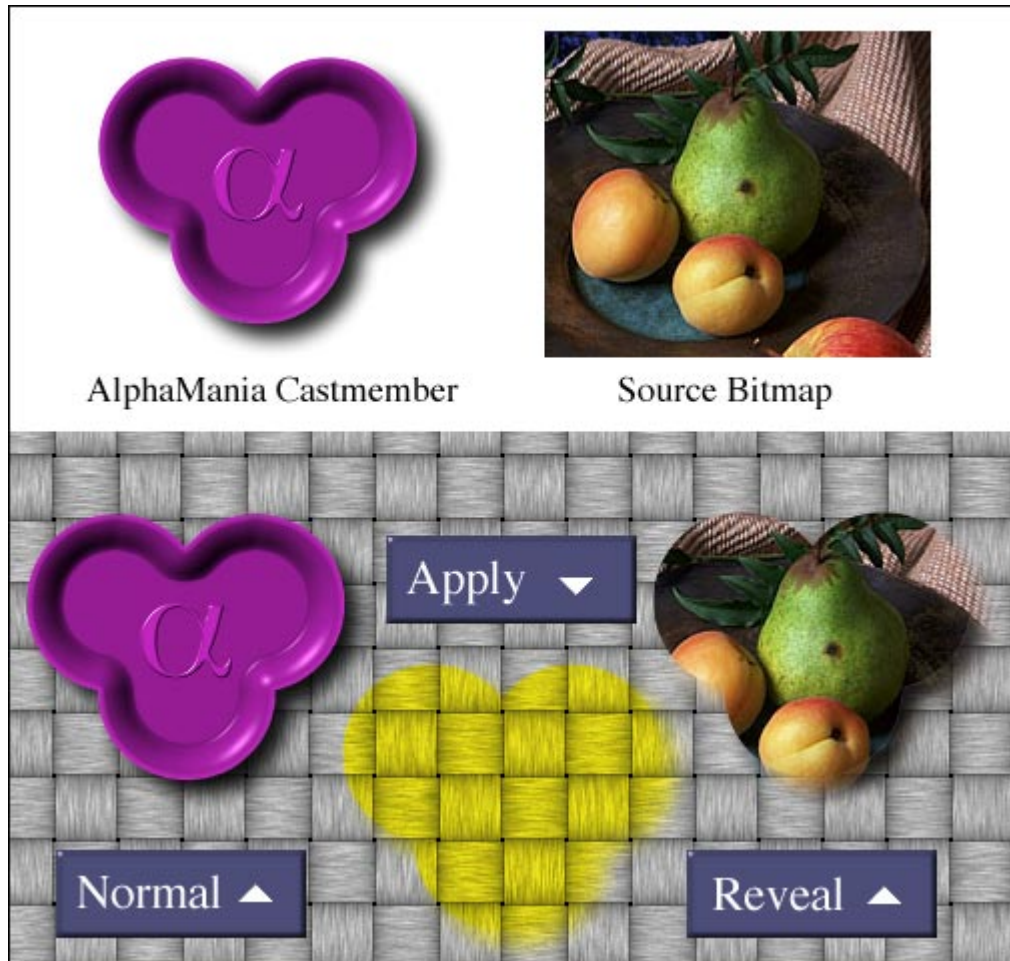 α
AlphaMania Castmember
Source Bitmap
α
Apply
Normal
Reveal